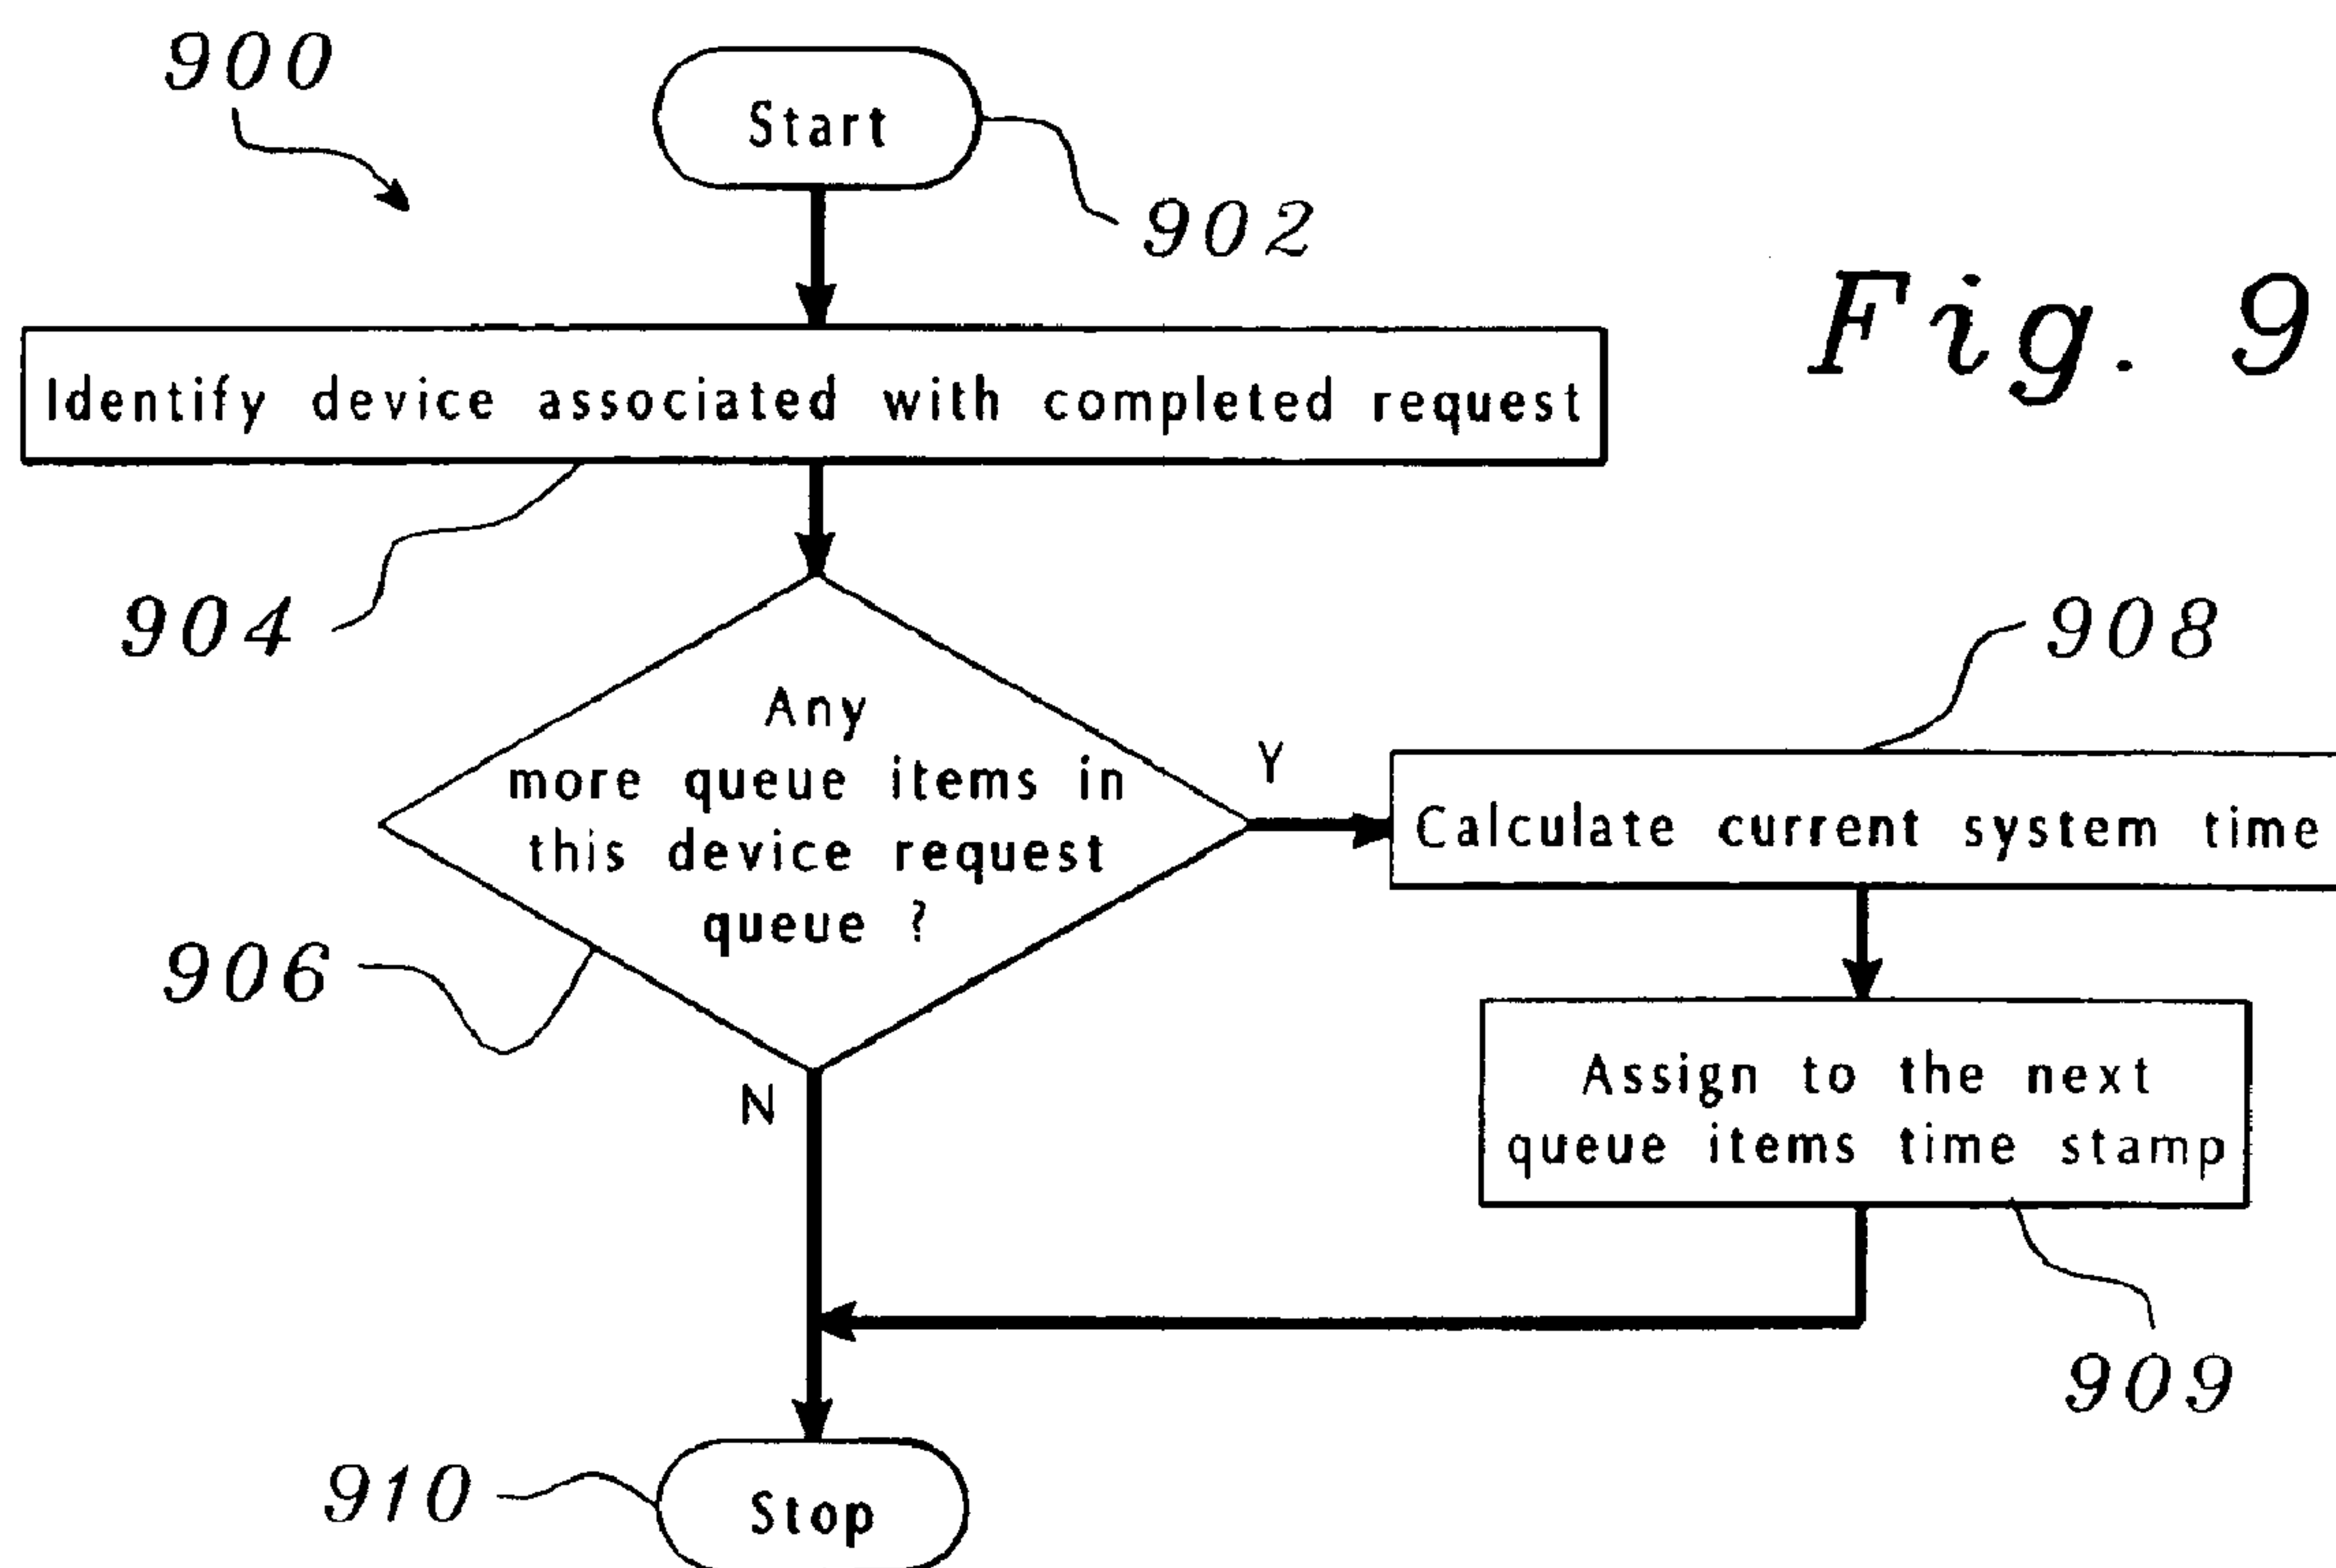 900
Start
902
Fig. 9
Identify device associated with completed request
904
908
Any
more queue items in
this device request
queue ?
Y
Calculate current system time
906
N
Assign to the next
queue items time stamp
909
910
Stop